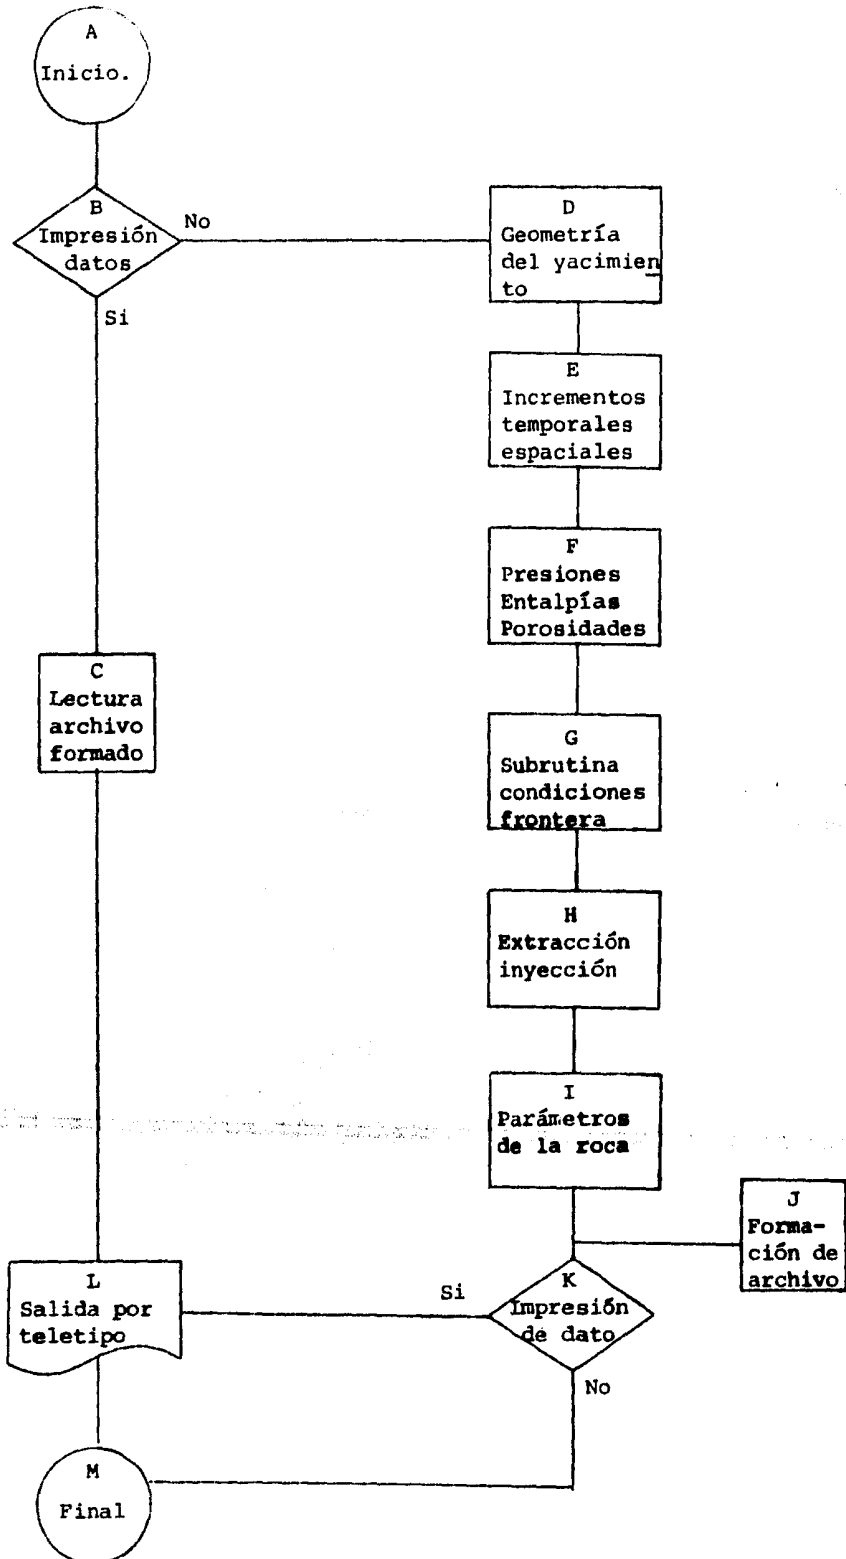 A
Inicio.
B
Impresión
datos
No
Si
D
Geometría
del yacimien
to
E
Incrementos
temporales
espaciales
F
Presiones
Entalpías
Porosidades
C
Lectura
archivo
formado
G
Subrutina
condiciones
frontera
H
Extracción
inyección
I
Parámetros
de la roca
J
Forma-
ción de
archivo
K
Impresión
de dato
Si
No
L
Salida por
teletipo
M
Final